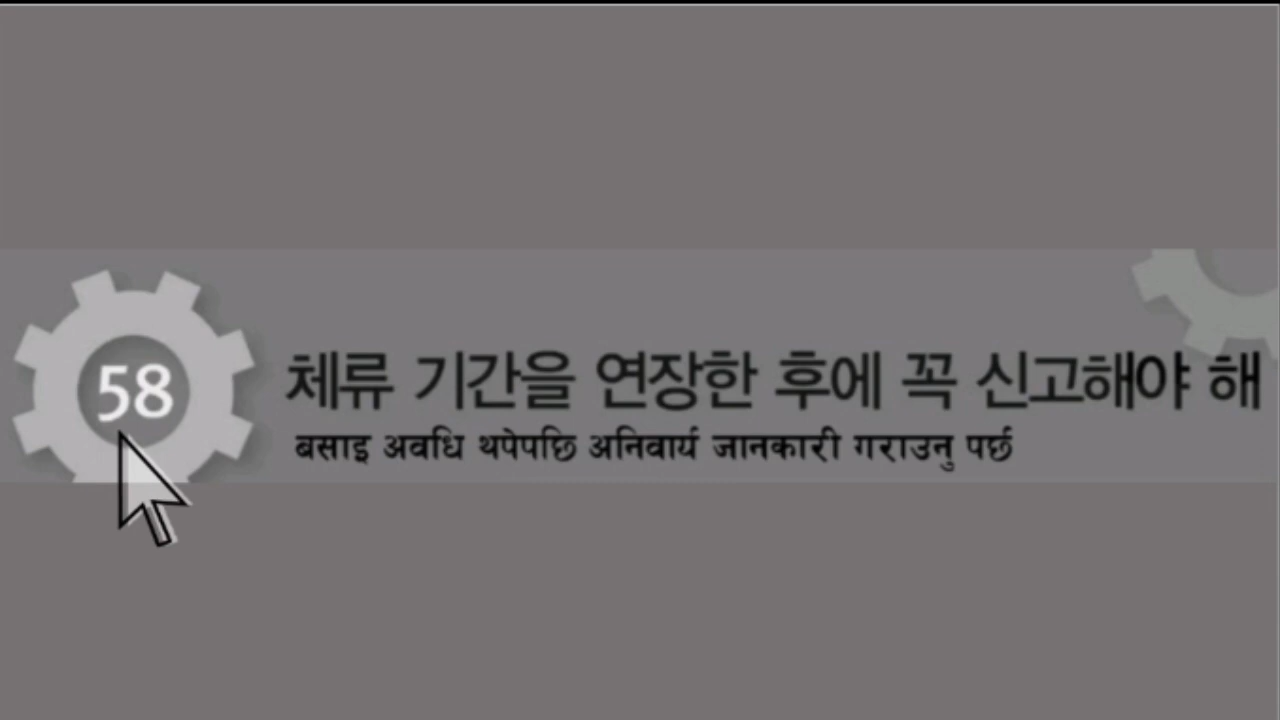 58
체류 기간을 연장한 후에 꼭 신고해야 해
बसाइ अवधि थपेपछि अनिवार्य जानकारी गराउनु पर्छ